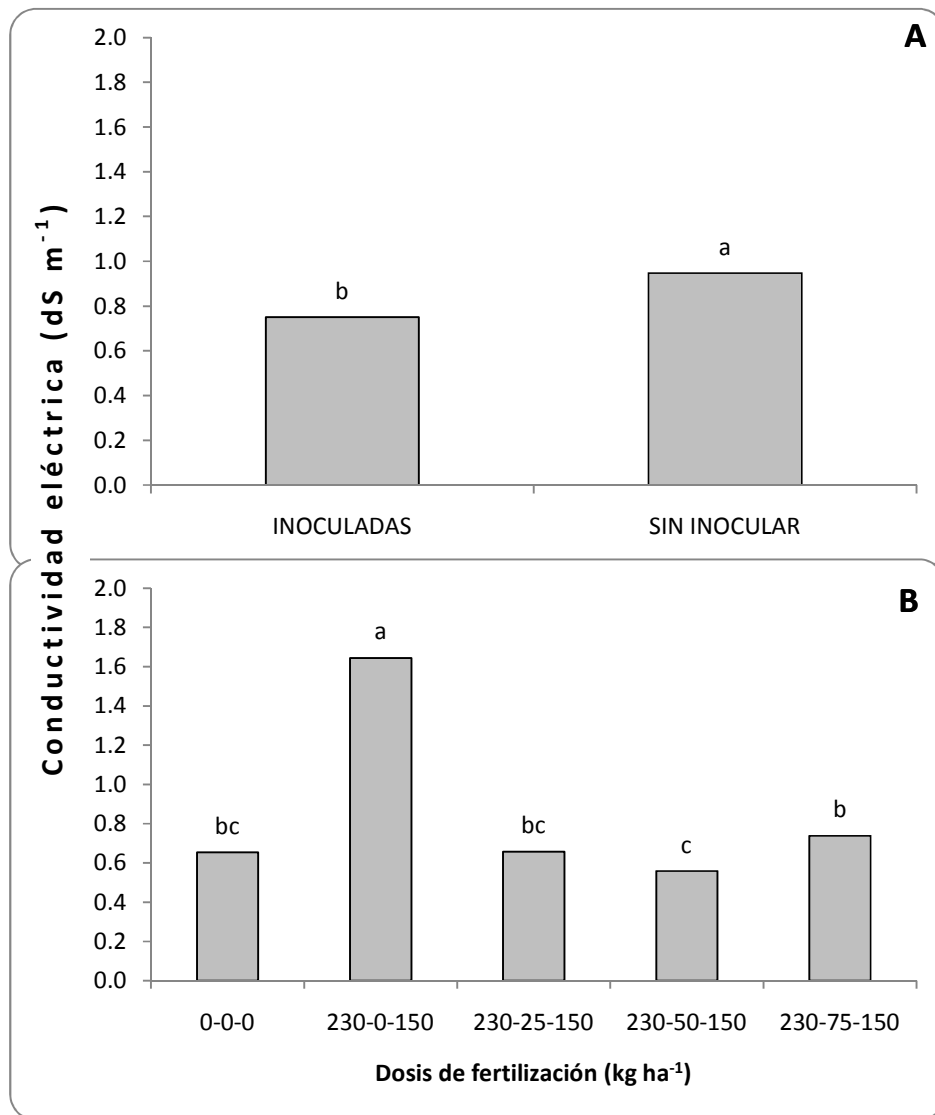 Conductividad eléctrica (dS m⁻¹)
A
2.0
1.8
1.6
1.4
1.2
1.0
0.8
0.6
0.4
0.2
0.0
b
a
INOCULADAS SIN INOCULAR
B
2.0
1.8
1.6
1.4
1.2
1.0
0.8
0.6
0.4
0.2
0.0
bc
a
bc
c
b
0-0-0 230-0-150 230-25-150 230-50-150 230-75-150
Dosis de fertilización (kg ha⁻¹)